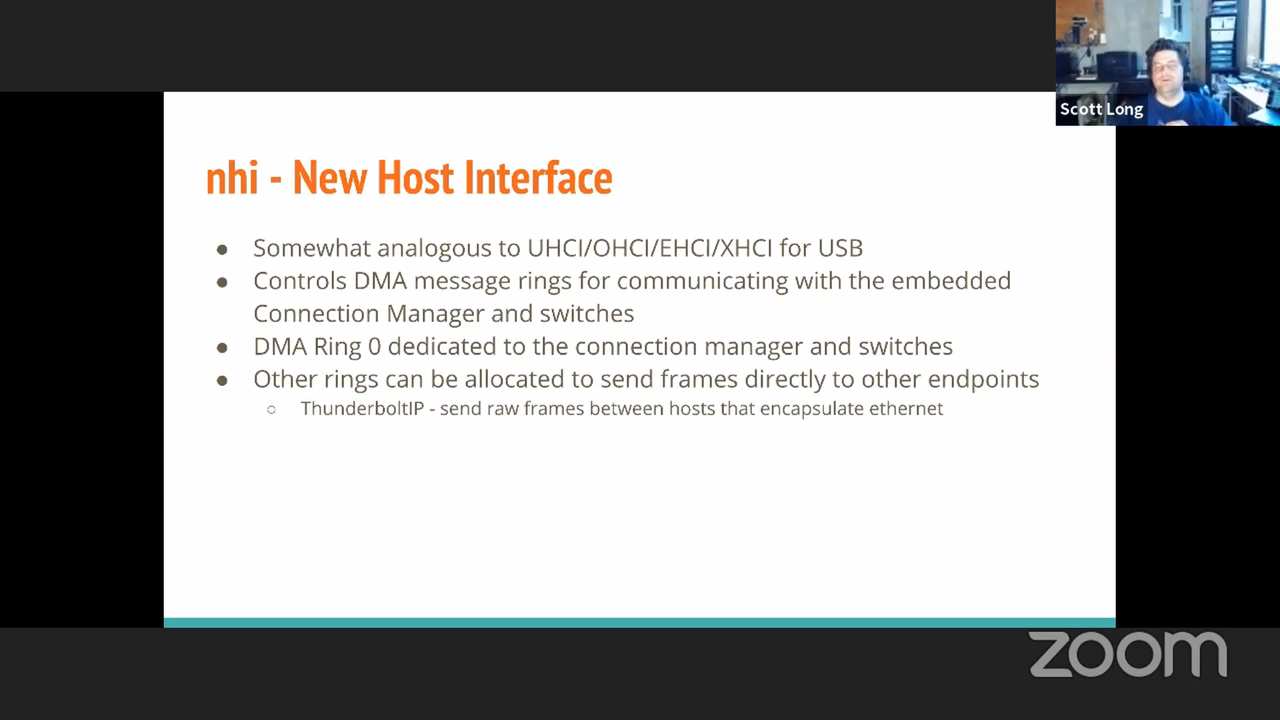 Scott Long
nhi - New Host Interface
● Somewhat analogous to UHCI/OHCI/EHCI/XHCI for USB
● Controls DMA message rings for communicating with the embedded
Connection Manager and switches
● DMA Ring 0 dedicated to the connection manager and switches
● Other rings can be allocated to send frames directly to other endpoints
○ ThunderboltIP - send raw frames between hosts that encapsulate ethernet
zoom